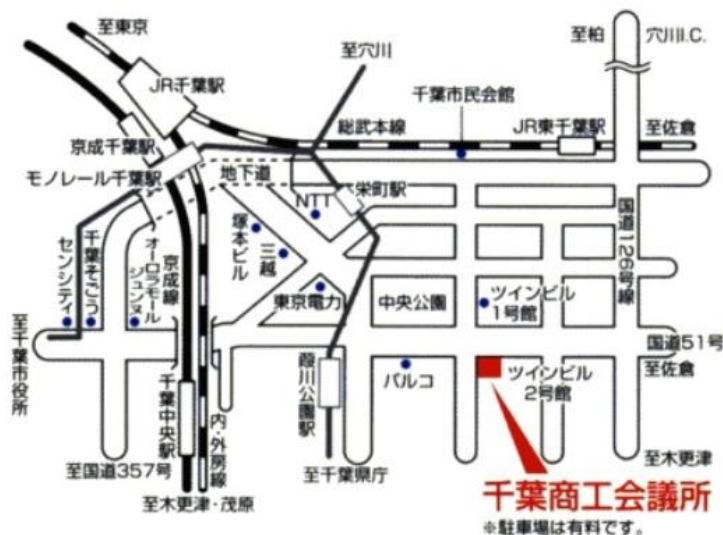 至東京
至柏
穴川I.C.
至穴川
JR千葉駅
千葉市民会館
総武本線
JR東千葉駅
至佐倉
京成千葉駅
モノレール千葉駅
地下道
栄町駅
NTT
国道126号線
塚本ビル
三越
京成線
オーロラモール
ジュンヌ
千葉そごう
センシティ
東京電力
中央公園
ツインビル
1号館
至千葉市役所
国道51号
至佐倉
葭川公園駅
パルコ
ツインビル
2号館
千葉中央駅
内・外房線
至国道357号
至千葉県庁
至木更津
至木更津・茂原
千葉商工会議所
※駐車場は有料です。